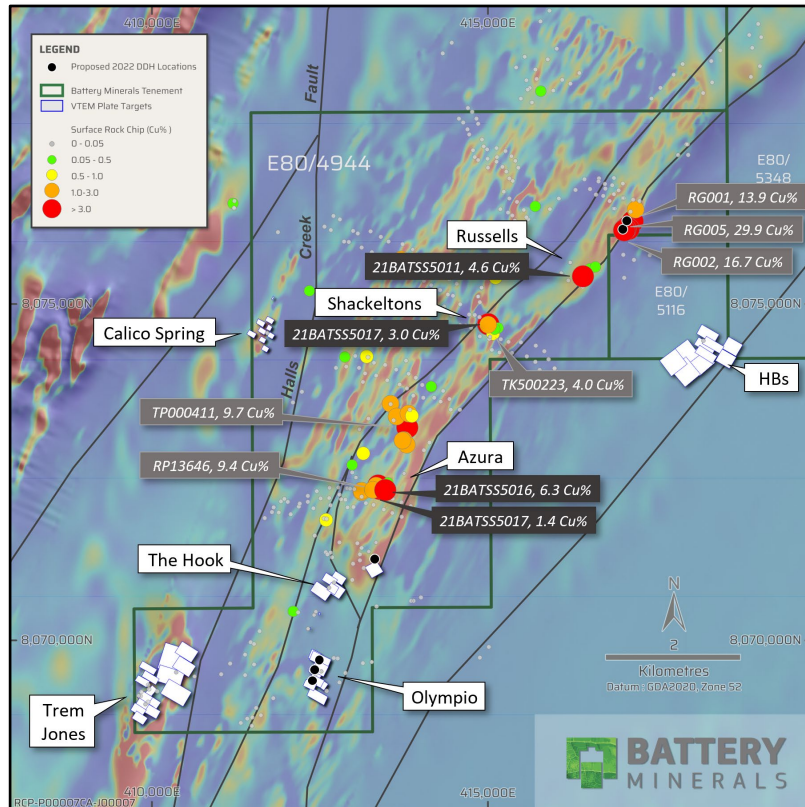 410,000E
415,000E
LEGEND
Proposed 2022 DDH Locations
Battery Minerals Tenement
VTEM Plate Targets
Surface Rock Chip (Cu%)
0 - 0.05
0.05 - 0.5
0.5 - 1.0
1.0-3.0
> 3.0
Fault
E80/4944
E80/
5348
RG001, 13.9 Cu%
RG005, 29.9 Cu%
RG002, 16.7 Cu%
Creek
Russells
21BATSS5011, 4.6 Cu%
E80/
5116
8,075,000N
8,075,000N
Shackeltons
Calico Spring
21BATSS5017, 3.0 Cu%
HBs
TK500223, 4.0 Cu%
Halls
TP000411, 9.7 Cu%
Azura
RP13646, 9.4 Cu%
21BATSS5016, 6.3 Cu%
21BATSS5017, 1.4 Cu%
The Hook
N
8,070,000N
8,070,000N
2
Kilometres
Datum : GDA2020, Zone 52
Olympio
Trem
Jones
BATTERY
MINERALS
RCP-P00007CA-J00007
410,000E
415,000E